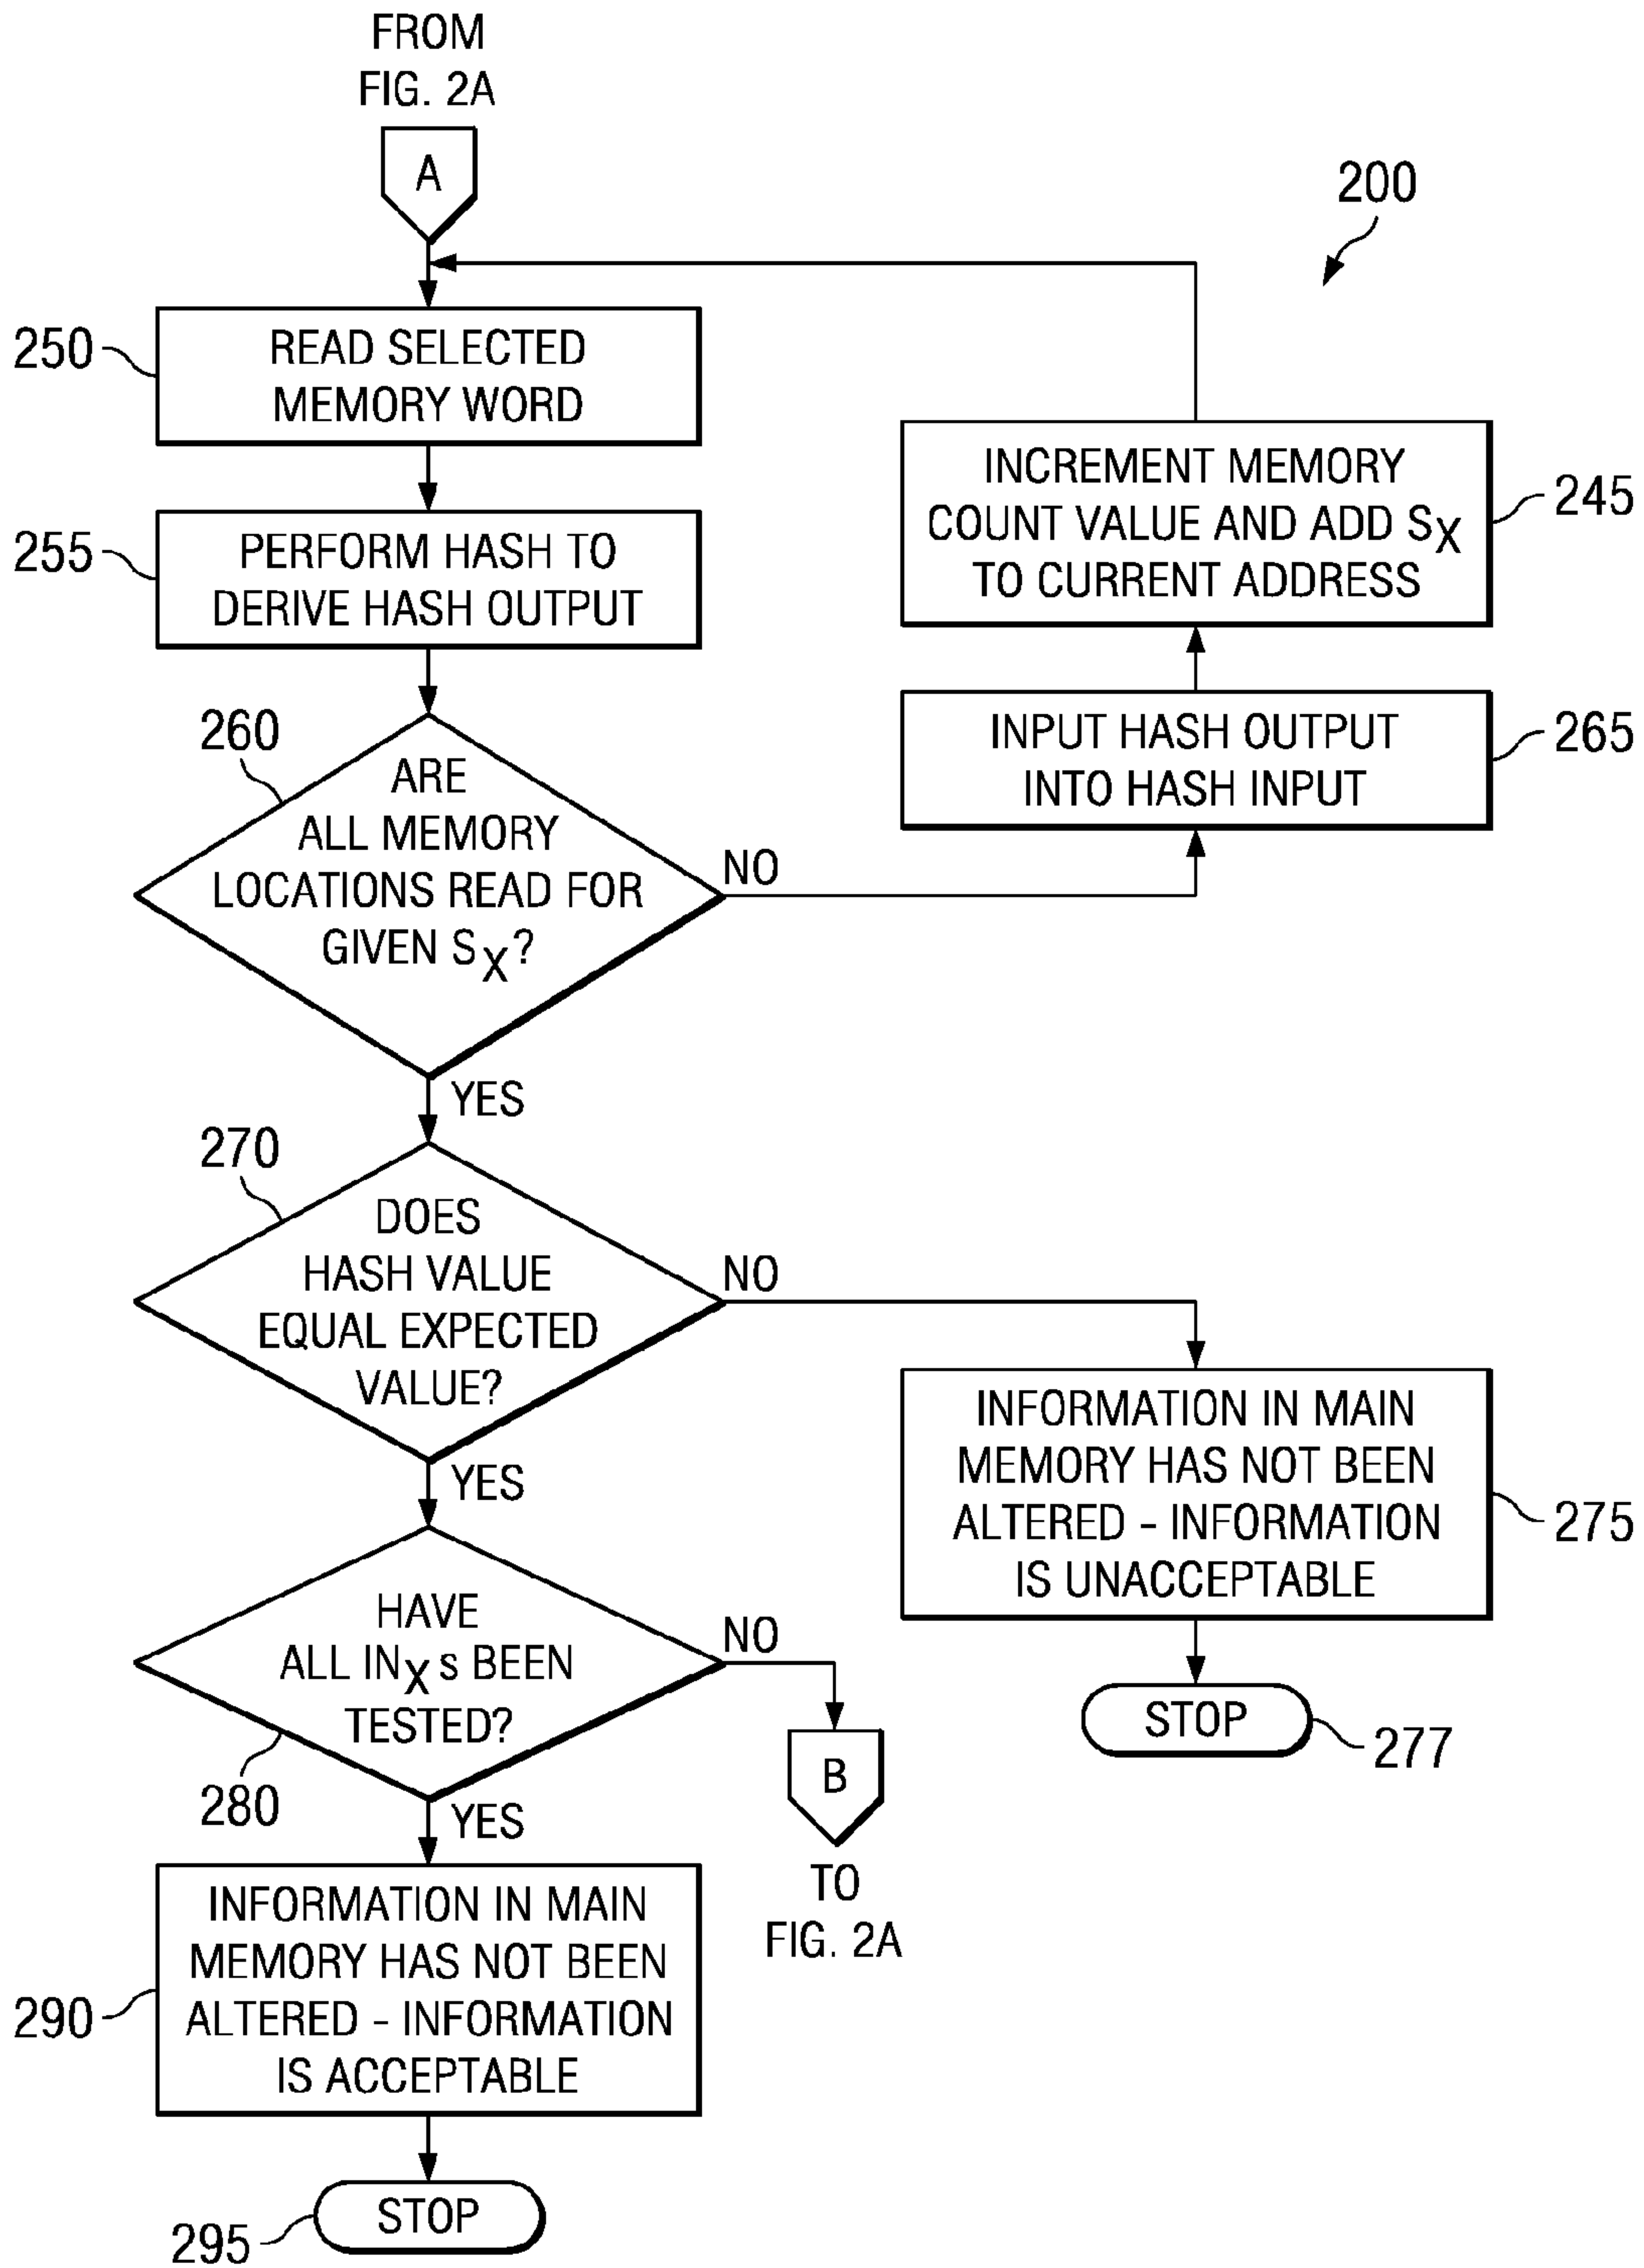 FROM
FIG. 2A
A
200
250
READ SELECTED
MEMORY WORD
INCREMENT MEMORY
COUNT VALUE AND ADD SX
TO CURRENT ADDRESS
245
255
PERFORM HASH TO
DERIVE HASH OUTPUT
INPUT HASH OUTPUT
INTO HASH INPUT
265
260
ARE
ALL MEMORY
LOCATIONS READ FOR
GIVEN SX?
NO
YES
270
DOES
HASH VALUE
EQUAL EXPECTED
VALUE?
NO
YES
INFORMATION IN MAIN
MEMORY HAS NOT BEEN
ALTERED – INFORMATION
IS UNACCEPTABLE
275
STOP
277
HAVE
ALL INX s BEEN
TESTED?
280
NO
YES
B
TO
FIG. 2A
290
INFORMATION IN MAIN
MEMORY HAS NOT BEEN
ALTERED – INFORMATION
IS ACCEPTABLE
STOP
295